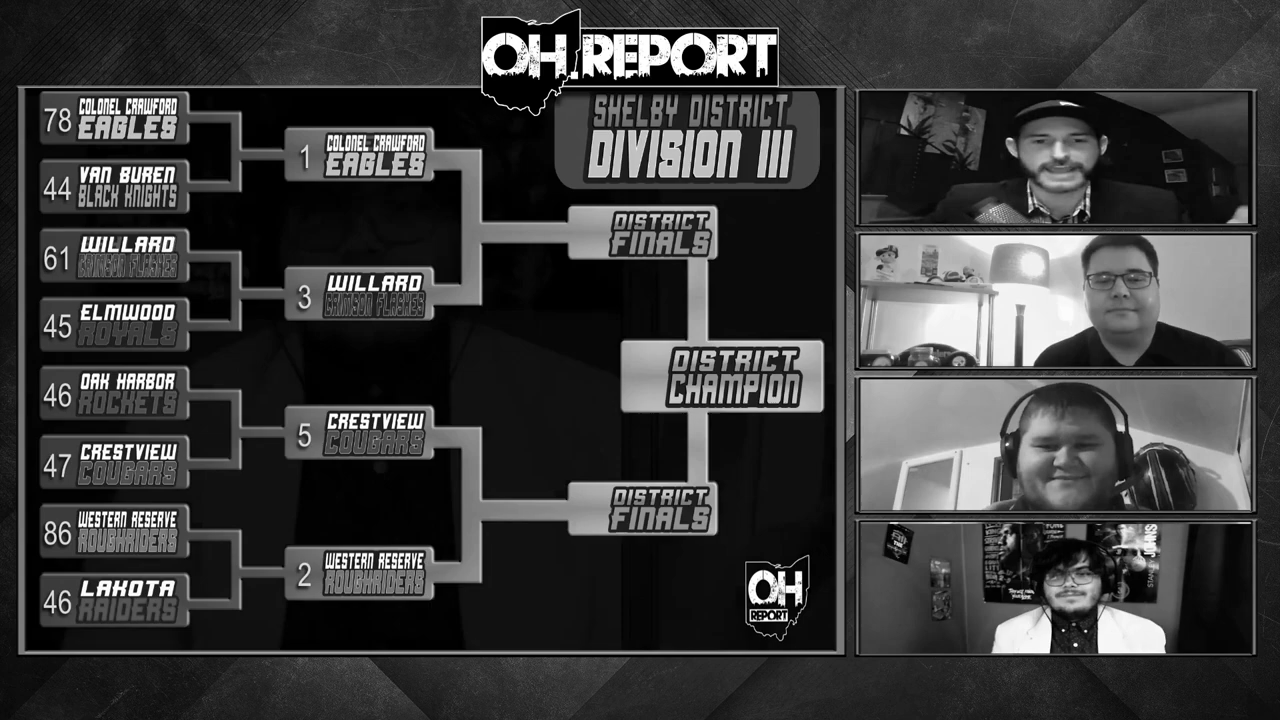 OH.REPORT
SHELBY DISTRICT
DIVISION III
78 COLONEL CRAWFORD
EAGLES
44 VAN BUREN
BLACK KNIGHTS
61 WILLARD
CRIMSON FLASHES
45 ELMWOOD
ROYALS
46 OAK HARBOR
ROCKETS
47 CRESTVIEW
COUGARS
86 WESTERN RESERVE
ROUGHRIDERS
46 LAKOTA
RAIDERS
1 COLONEL CRAWFORD
EAGLES
3 WILLARD
CRIMSON FLASHES
5 CRESTVIEW
COUGARS
2 WESTERN RESERVE
ROUGHRIDERS
DISTRICT
FINALS
DISTRICT
CHAMPION
DISTRICT
FINALS
OH
REPORT
STANLEY
JOHNS